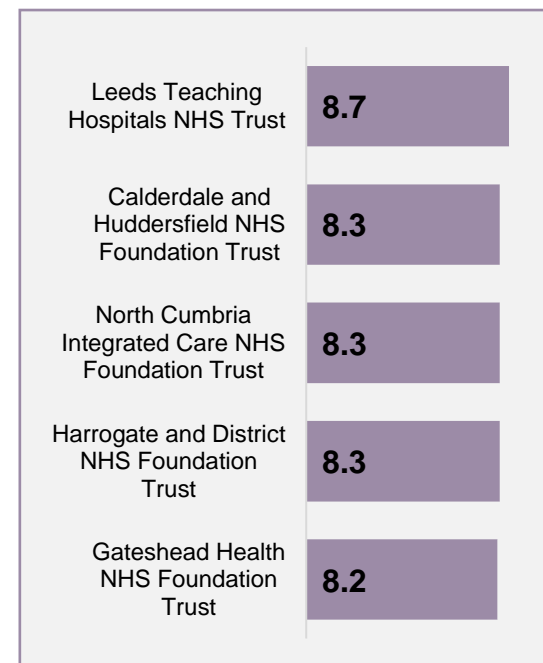 Leeds Teaching
Hospitals NHS Trust
8.7
Calderdale and
Huddersfield NHS
Foundation Trust
8.3
North Cumbria
Integrated Care NHS
Foundation Trust
8.3
Harrogate and District
NHS Foundation
Trust
8.3
Gateshead Health
NHS Foundation
Trust
8.2